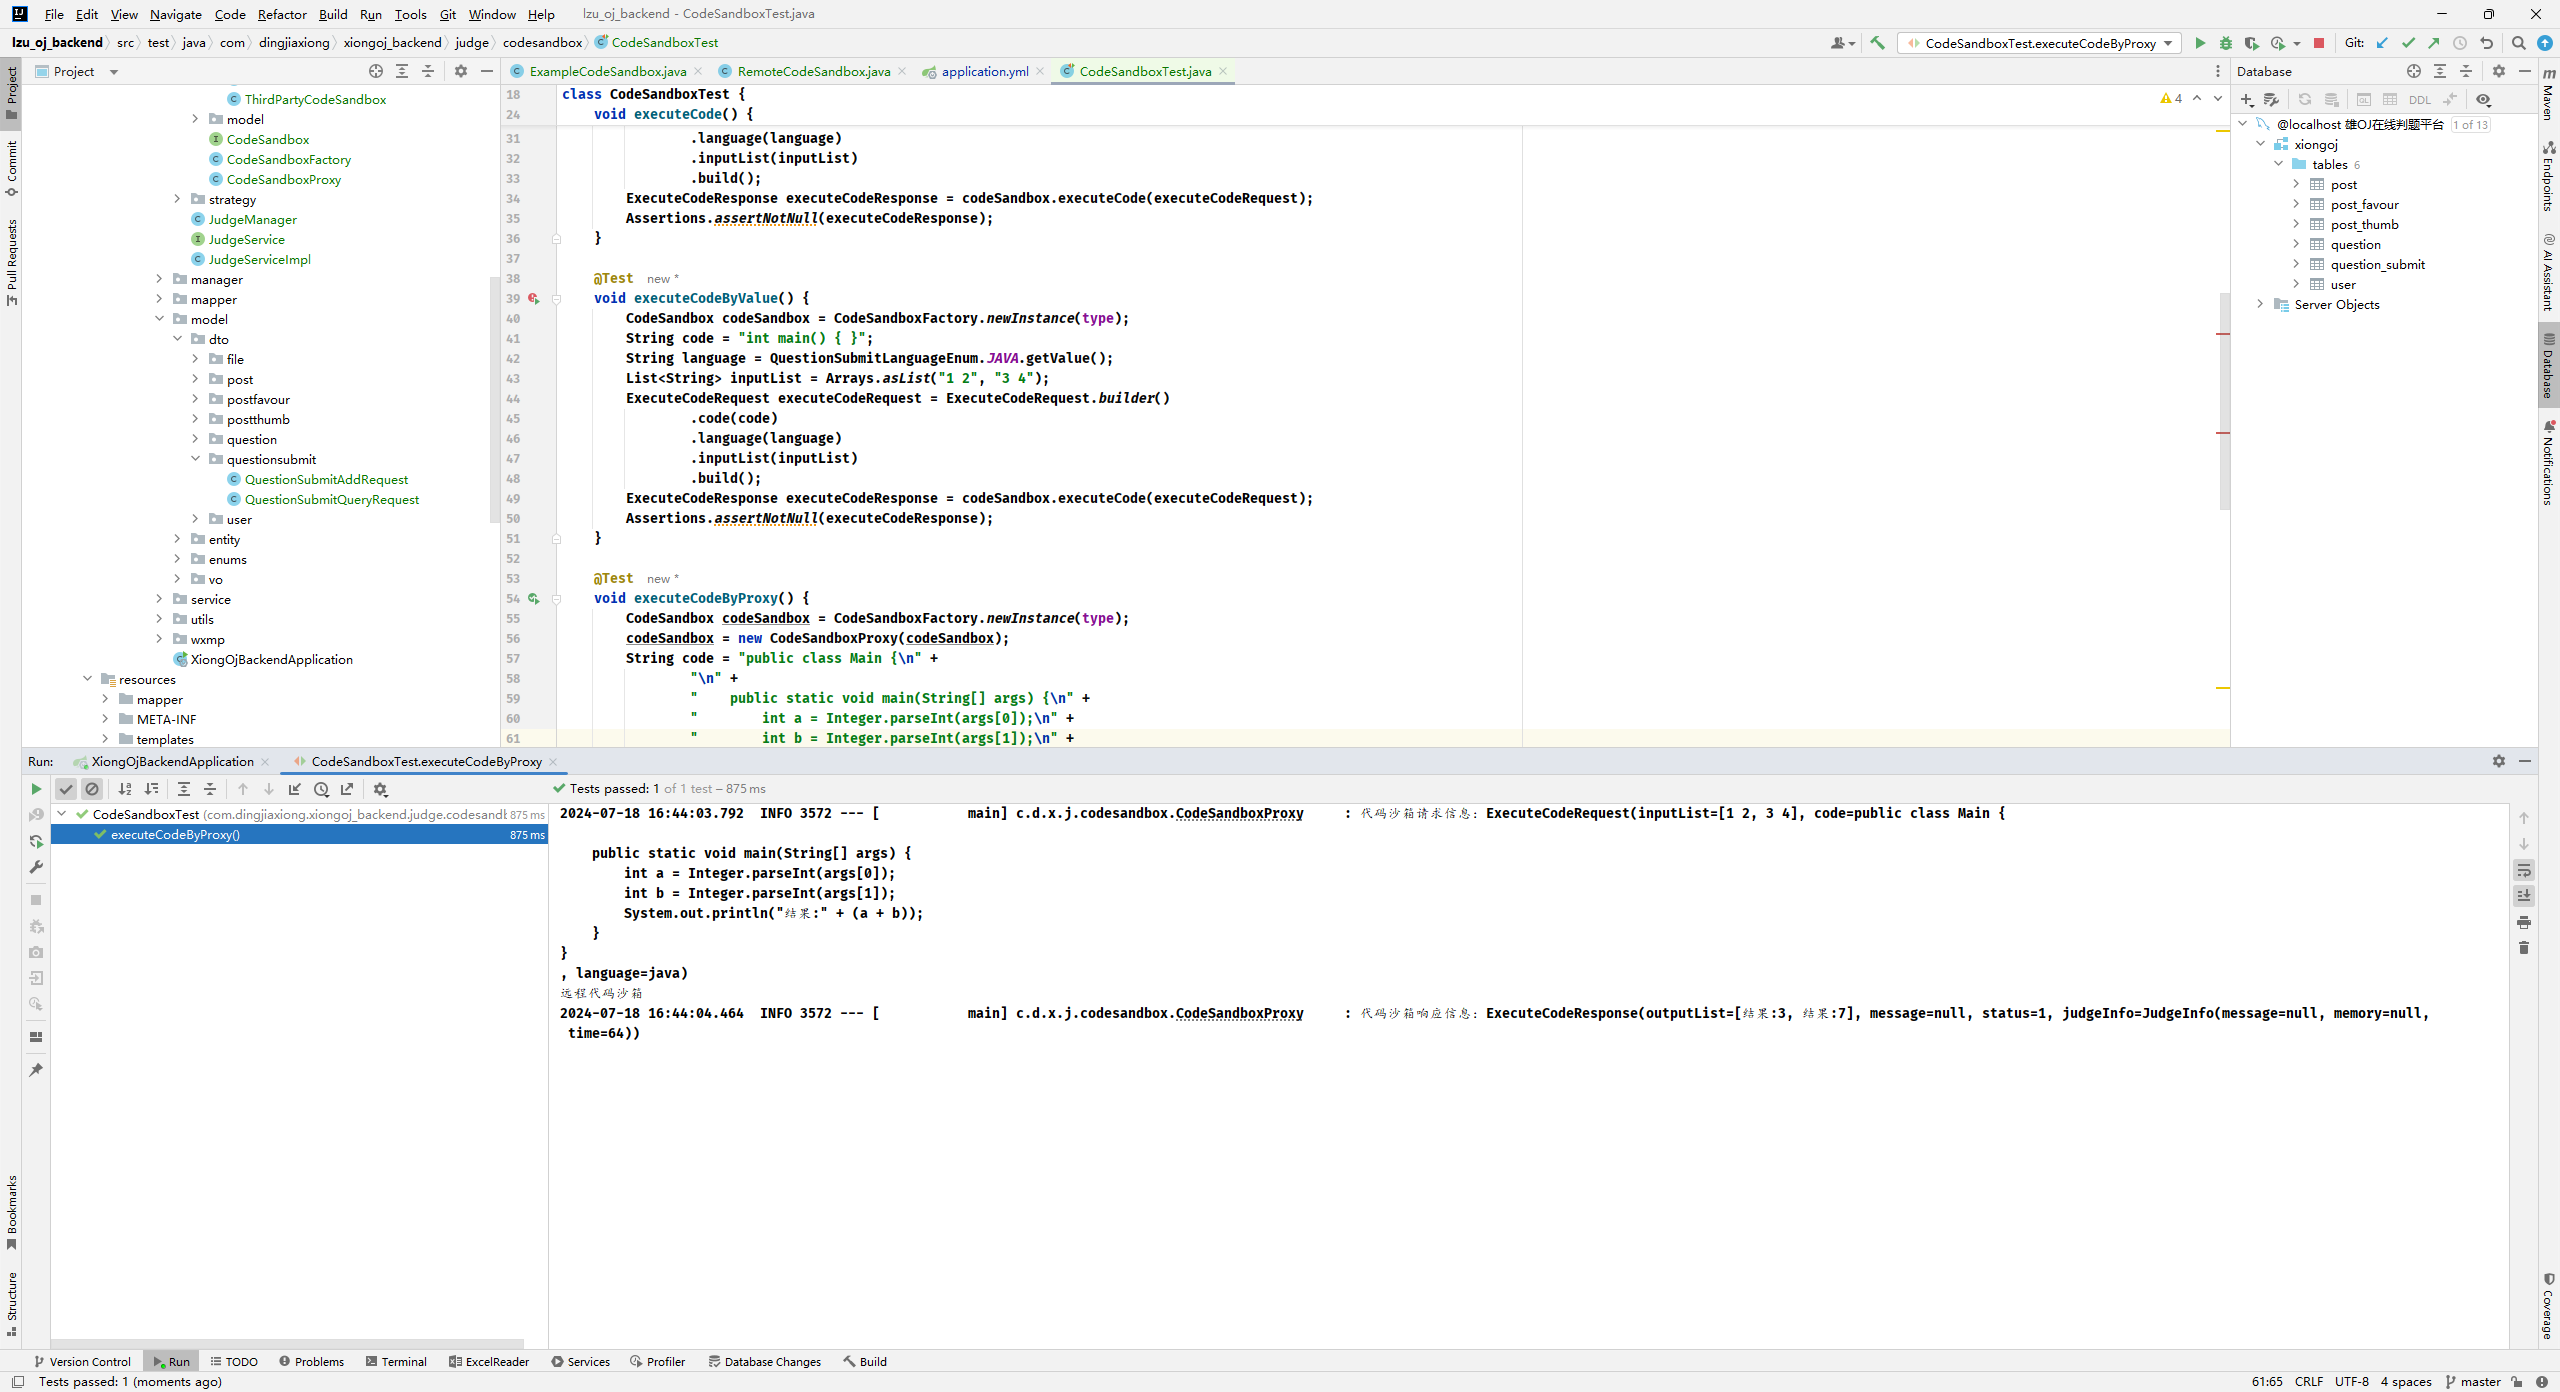 File Edit View Navigate Code Refactor Build Run Tools Git Window Help lzu_oj_backend - CodeSandboxTest.java
lzu_oj_backend src test java com dingjiaxiong xiongoj_backend judge codesandbox CodeSandboxTest
CodeSandboxTest.executeCodeByProxy
Git:
Project
ExampleCodeSandbox.java
RemoteCodeSandbox.java
application.yml
CodeSandboxTest.java
Database
Project
Commit
Pull Requests
Bookmarks
Structure
ThirdPartyCodeSandbox
model
CodeSandbox
CodeSandboxFactory
CodeSandboxProxy
strategy
JudgeManager
JudgeService
JudgeServiceImpl
manager
mapper
model
dto
file
post
postfavour
postthumb
question
questionsubmit
QuestionSubmitAddRequest
QuestionSubmitQueryRequest
user
entity
enums
vo
service
utils
wxmp
XiongOjBackendApplication
resources
mapper
META-INF
templates
4
18 class CodeSandboxTest {
24 void executeCode() {
31 .language(language)
32 .inputList(inputList)
33 .build();
34 ExecuteCodeResponse executeCodeResponse = codeSandbox.executeCode(executeCodeRequest);
35 Assertions.assertNotNull(executeCodeResponse);
36 }
37
38 @Test new *
39 void executeCodeByValue() {
40 CodeSandbox codeSandbox = CodeSandboxFactory.newInstance(type);
41 String code = "int main() { }";
42 String language = QuestionSubmitLanguageEnum.JAVA.getValue();
43 List<String> inputList = Arrays.asList("1 2", "3 4");
44 ExecuteCodeRequest executeCodeRequest = ExecuteCodeRequest.builder()
45 .code(code)
46 .language(language)
47 .inputList(inputList)
48 .build();
49 ExecuteCodeResponse executeCodeResponse = codeSandbox.executeCode(executeCodeRequest);
50 Assertions.assertNotNull(executeCodeResponse);
51 }
52
53 @Test new *
54 void executeCodeByProxy() {
55 CodeSandbox codeSandbox = CodeSandboxFactory.newInstance(type);
56 codeSandbox = new CodeSandboxProxy(codeSandbox);
57 String code = "public class Main {\n" +
58 "\n" +
59 "    public static void main(String[] args) {\n" +
60 "        int a = Integer.parseInt(args[0]);\n" +
61 "        int b = Integer.parseInt(args[1]);\n" +
DDL
@localhost 雄OJ在线判题平台 1 of 13
xiongoj
tables 6
post
post_favour
post_thumb
question
question_submit
user
Server Objects
Maven
Endpoints
AI Assistant
Database
Notifications
Coverage
Run: XiongOjBackendApplication CodeSandboxTest.executeCodeByProxy
Tests passed: 1 of 1 test – 875 ms
CodeSandboxTest (com.dingjiaxiong.xiongoj_backend.judge.codesandb 875 ms
executeCodeByProxy() 875 ms
2024-07-18 16:44:03.792  INFO 3572 --- [           main] c.d.x.j.codesandbox.CodeSandboxProxy     : 代码沙箱请求信息：ExecuteCodeRequest(inputList=[1 2, 3 4], code=public class Main {
    public static void main(String[] args) {
        int a = Integer.parseInt(args[0]);
        int b = Integer.parseInt(args[1]);
        System.out.println("结果:" + (a + b));
    }
}
, language=java)
远程代码沙箱
2024-07-18 16:44:04.464  INFO 3572 --- [           main] c.d.x.j.codesandbox.CodeSandboxProxy     : 代码沙箱响应信息：ExecuteCodeResponse(outputList=[结果:3, 结果:7], message=null, status=1, judgeInfo=JudgeInfo(message=null, memory=null,
 time=64))
Version Control Run TODO Problems Terminal ExcelReader Services Profiler Database Changes Build
Tests passed: 1 (moments ago)
61:65 CRLF UTF-8 4 spaces master